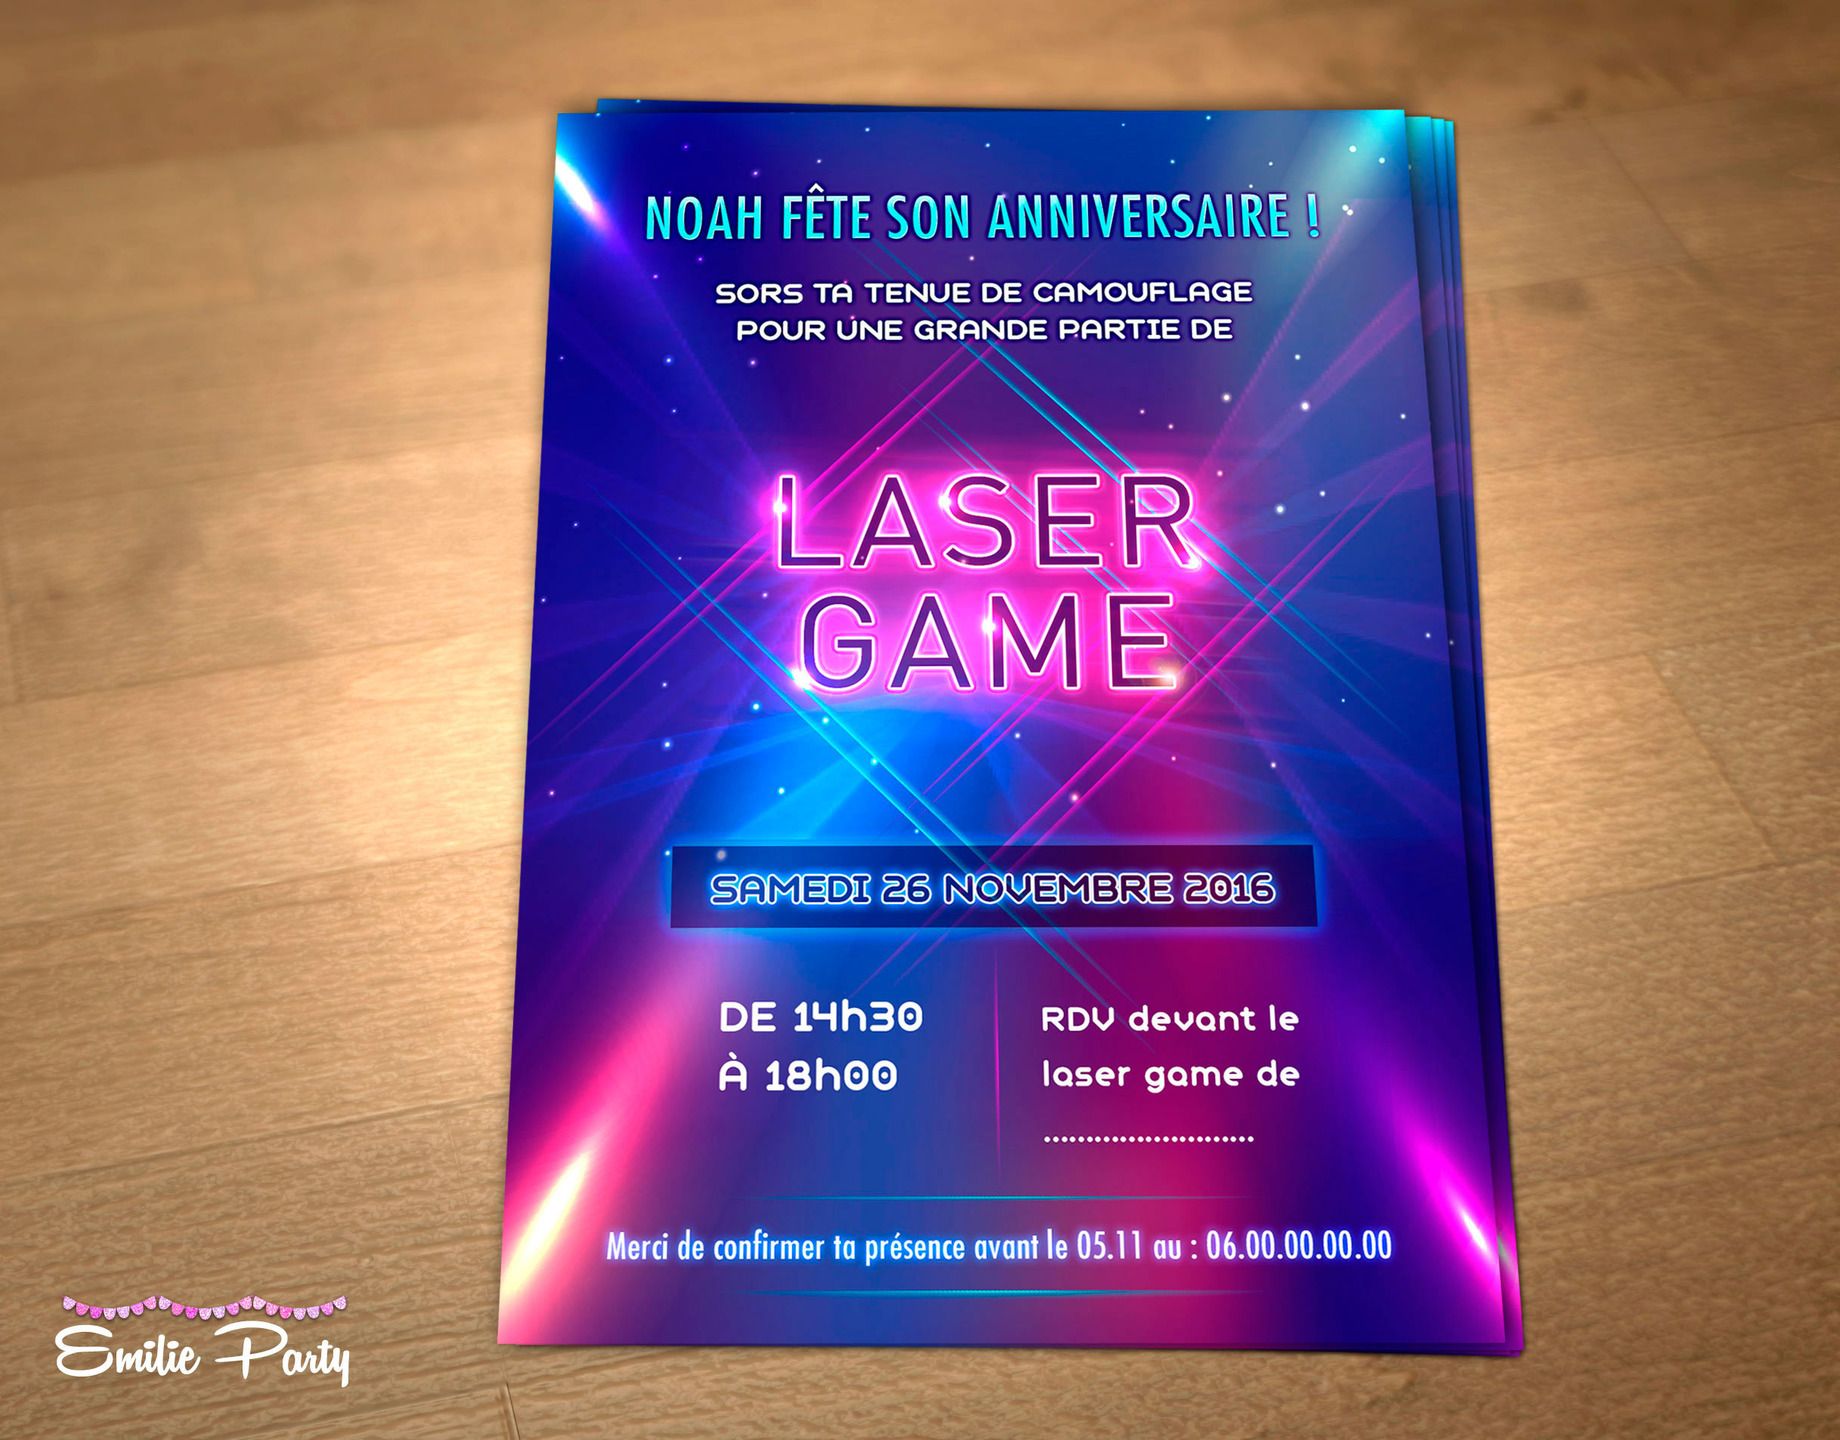 NOAH FÊTE SON ANNIVERSAIRE !
SORS TA TENUE DE CAMOUFLAGE
POUR UNE GRANDE PARTIE DE
LASER
GAME
SAMEDI 26 NOVEMBRE 2016
DE 14h30
À 18h00
RDV devant le
laser game de
..........................
Merci de confirmer ta présence avant le 05.11 au : 06.00.00.00.00
Emilie Party